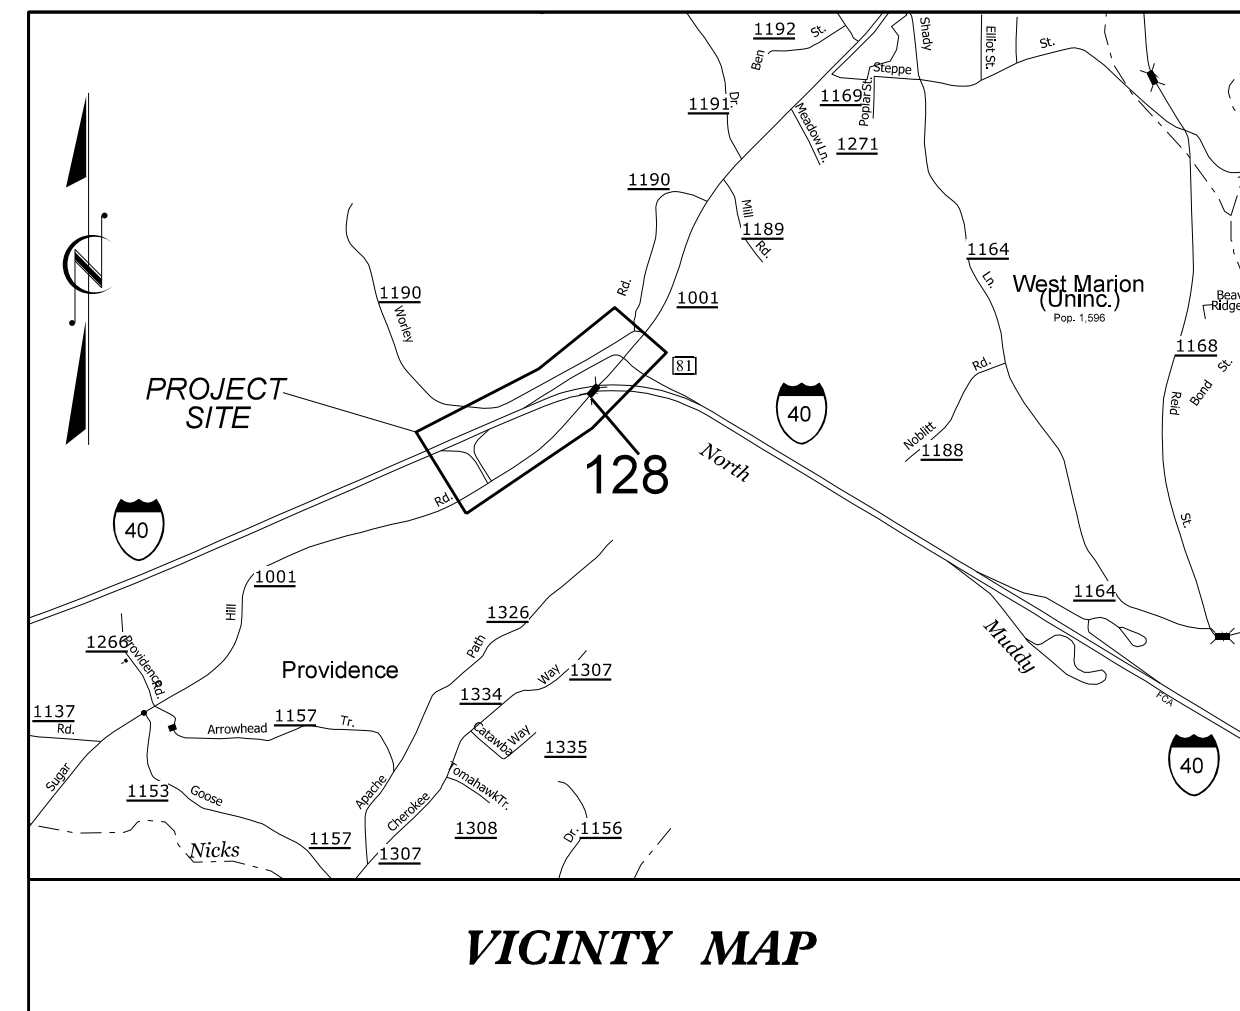 1192
St.
Ben
Shady
Elliot St.
St.
Steppe
1191
Dr.
1169
Poplar St.
Meadow Ln.
1271
1190
Mill
1189
Rd.
1164
Ln.
West Marion
(Uninc.)
Pop. 1,596
Beav
Ridge
1190
Worley
Rd.
1001
1168
81
Rd.
St.
Bond
Reid
PROJECT
SITE
40
North
Noblitt
1188
128
Rd.
40
St.
N
1001
Hill
1164
1326
Path
Muddy
1266
Providence
Rd.
Providence
Way
1307
1334
FCA
1137
Rd.
Arrowhead
1157
Tr.
Catawba
Way
1335
40
Sugar
1153
Goose
Apache
Cherokee
Tomahawk Tr.
1308
Dr.
1156
Nicks
1157
1307
VICINTY MAP